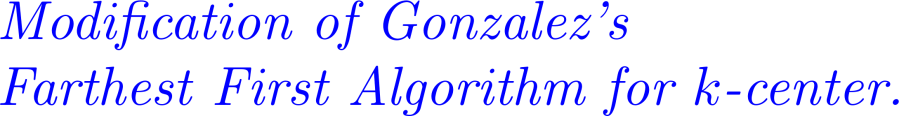 Modification of Gonzalez's
Farthest First Algorithm for k-center.